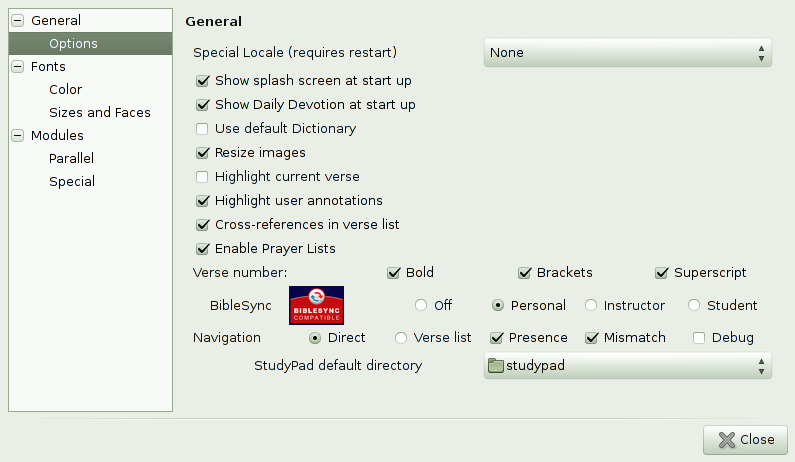 General
Options
Fonts
Color
Sizes and Faces
Modules
Parallel
Special
General
Special Locale (requires restart) None
Show splash screen at start up
Show Daily Devotion at start up
Use default Dictionary
Resize images
Highlight current verse
Highlight user annotations
Cross-references in verse list
Enable Prayer Lists
Verse number: Bold Brackets Superscript
BibleSync BIBLESYNC COMPATIBLE Off Personal Instructor Student
Navigation Direct Verse list Presence Mismatch Debug
StudyPad default directory studypad
Close